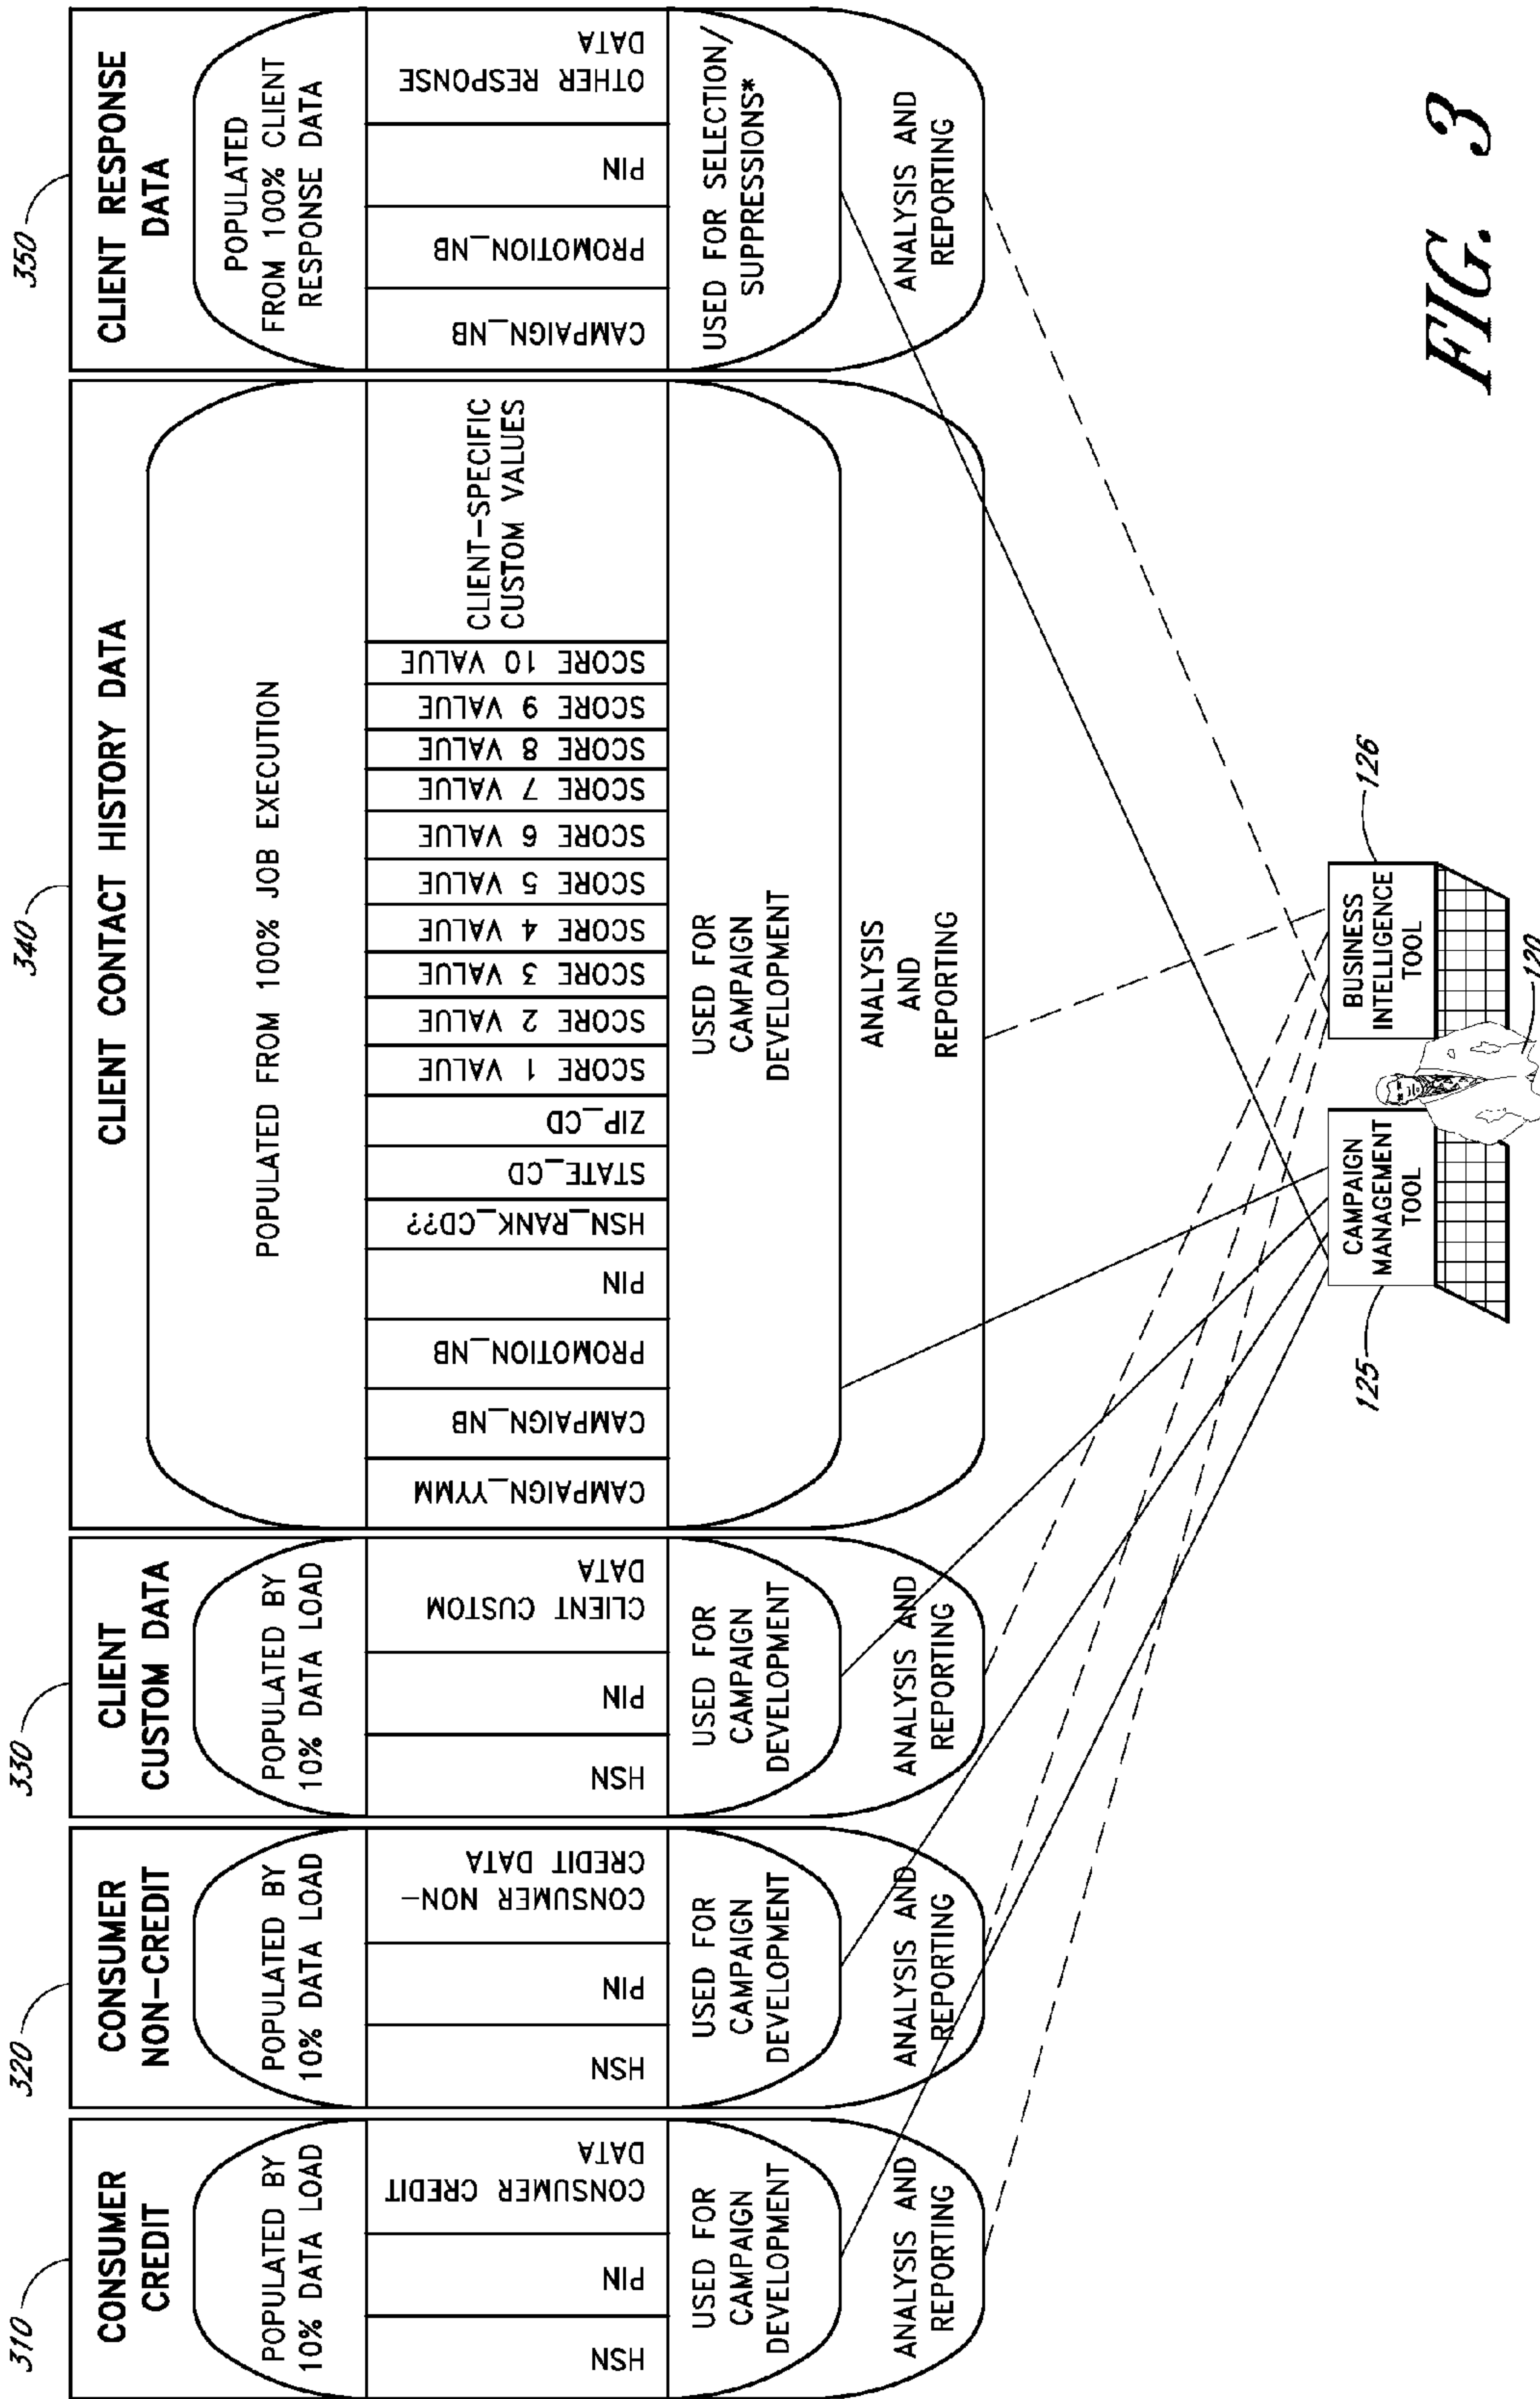 310
CONSUMER
CREDIT
POPULATED BY
10% DATA LOAD
HSN
PIN
CONSUMER CREDIT
DATA
USED FOR
CAMPAIGN
DEVELOPMENT
ANALYSIS AND
REPORTING
320
CONSUMER
NON-CREDIT
POPULATED BY
10% DATA LOAD
HSN
PIN
CONSUMER NON-
CREDIT DATA
USED FOR
CAMPAIGN
DEVELOPMENT
ANALYSIS AND
REPORTING
330
CLIENT
CUSTOM DATA
POPULATED BY
10% DATA LOAD
HSN
PIN
CLIENT CUSTOM
DATA
USED FOR
CAMPAIGN
DEVELOPMENT
ANALYSIS AND
REPORTING
340
CLIENT CONTACT HISTORY DATA
POPULATED FROM 100% JOB EXECUTION
CAMPAIGN_YYMM
CAMPAIGN_NB
PROMOTION_NB
PIN
HSN_RANK_CD??
STATE_CD
ZIP_CD
SCORE 1 VALUE
SCORE 2 VALUE
SCORE 3 VALUE
SCORE 4 VALUE
SCORE 5 VALUE
SCORE 6 VALUE
SCORE 7 VALUE
SCORE 8 VALUE
SCORE 9 VALUE
SCORE 10 VALUE
CLIENT-SPECIFIC
CUSTOM VALUES
USED FOR
CAMPAIGN
DEVELOPMENT
ANALYSIS
AND
REPORTING
350
CLIENT RESPONSE
DATA
POPULATED
FROM 100% CLIENT
RESPONSE DATA
CAMPAIGN_NB
PROMOTION_NB
PIN
OTHER RESPONSE
DATA
USED FOR SELECTION/
SUPPRESSIONS*
ANALYSIS AND
REPORTING
125
CAMPAIGN
MANAGEMENT
TOOL
BUSINESS
INTELLIGENCE
TOOL
126
120
FIG. 3